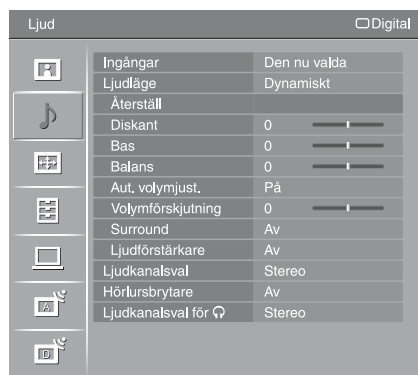 Ljud Digital
Ingångar Den nu valda
Ljudläge Dynamiskt
Återställ
Diskant 0
Bas 0
Balans 0
Aut. volymjust. På
Volymförskjutning 0
Surround Av
Ljudförstärkare Av
Ljudkanalsval Stereo
Hörlursbrytare Av
Ljudkanalsval för Stereo
A
D